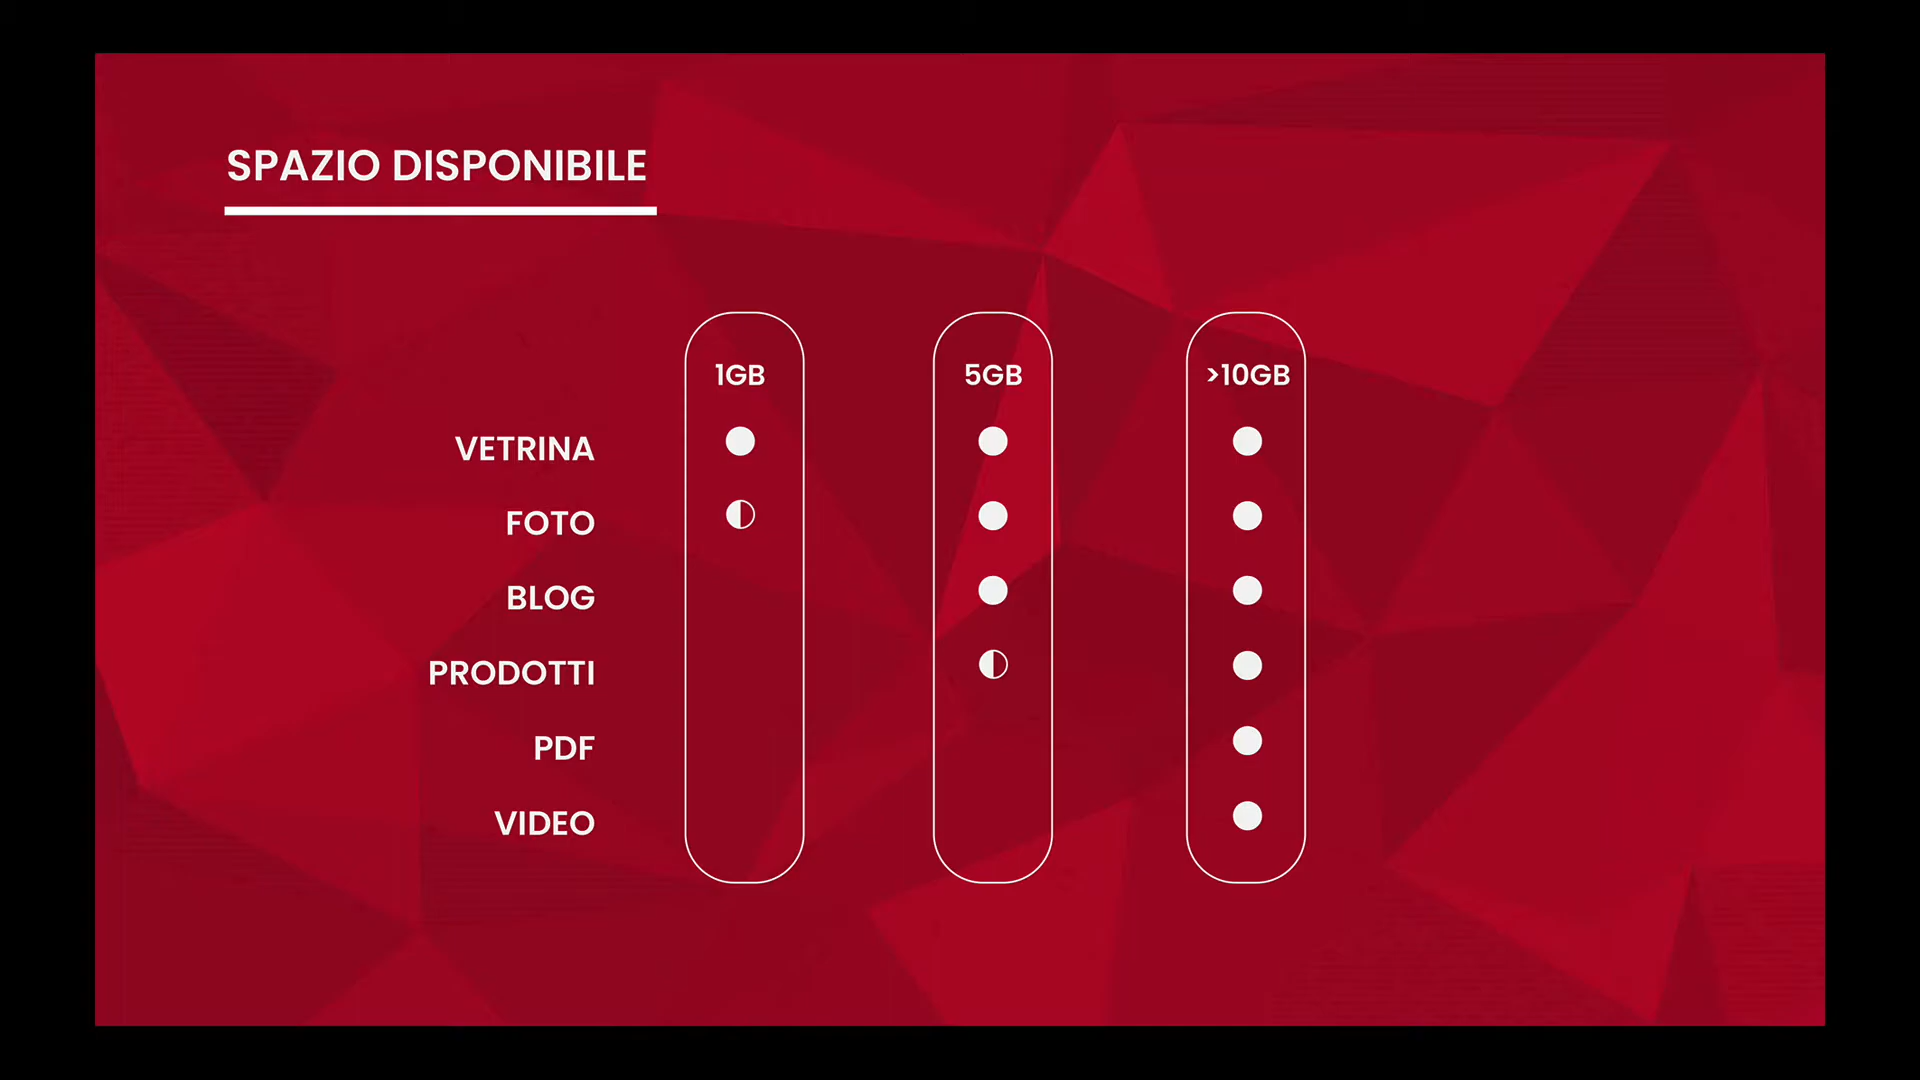 SPAZIO DISPONIBILE
1GB 5GB >10GB
VETRINA
FOTO
BLOG
PRODOTTI
PDF
VIDEO